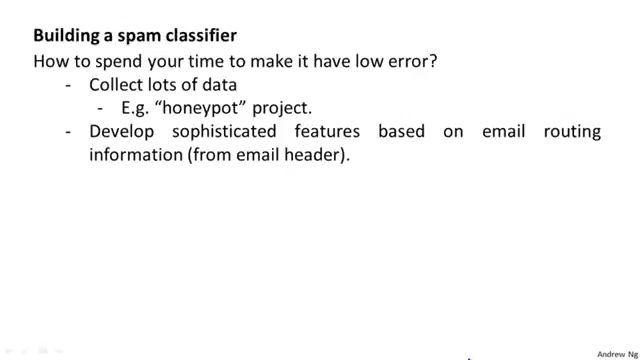 Building a spam classifier
How to spend your time to make it have low error?
- Collect lots of data
- E.g. “honeypot” project.
- Develop sophisticated features based on email routing
information (from email header).
Andrew Ng